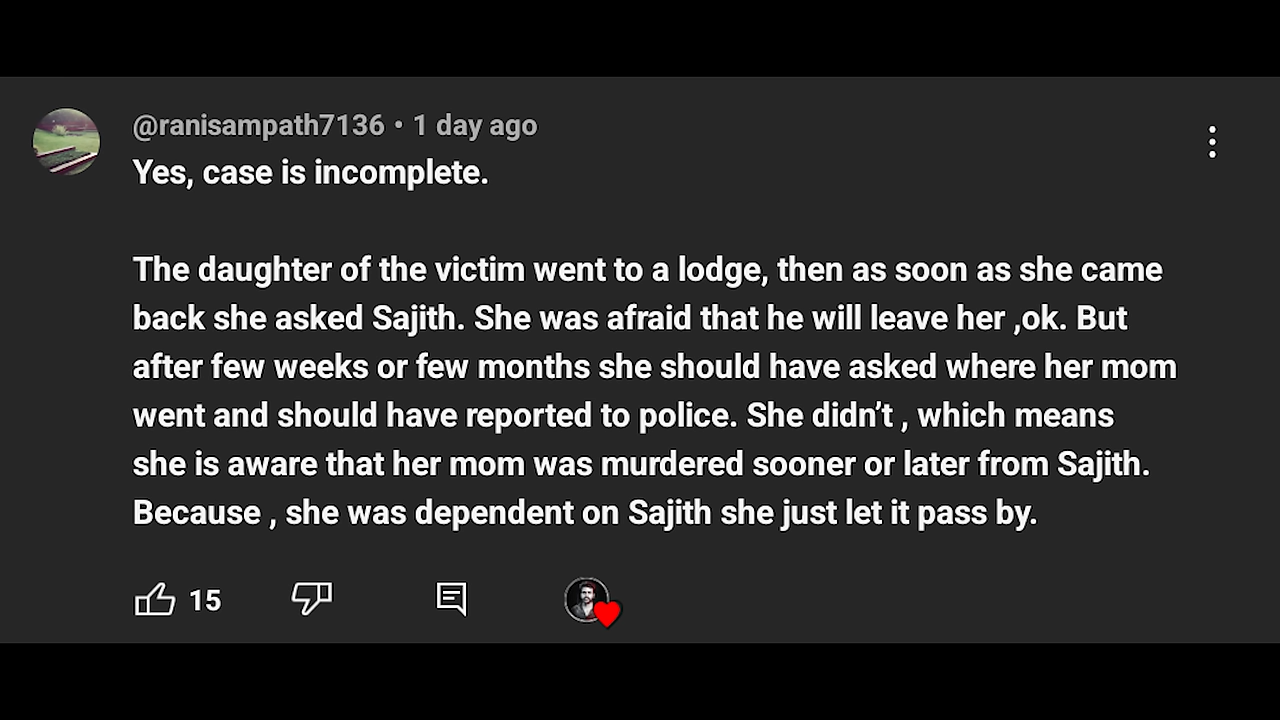 @ranisampath7136 • 1 day ago
Yes, case is incomplete.
The daughter of the victim went to a lodge, then as soon as she came
back she asked Sajith. She was afraid that he will leave her ,ok. But
after few weeks or few months she should have asked where her mom
went and should have reported to police. She didn’t , which means
she is aware that her mom was murdered sooner or later from Sajith.
Because , she was dependent on Sajith she just let it pass by.
15